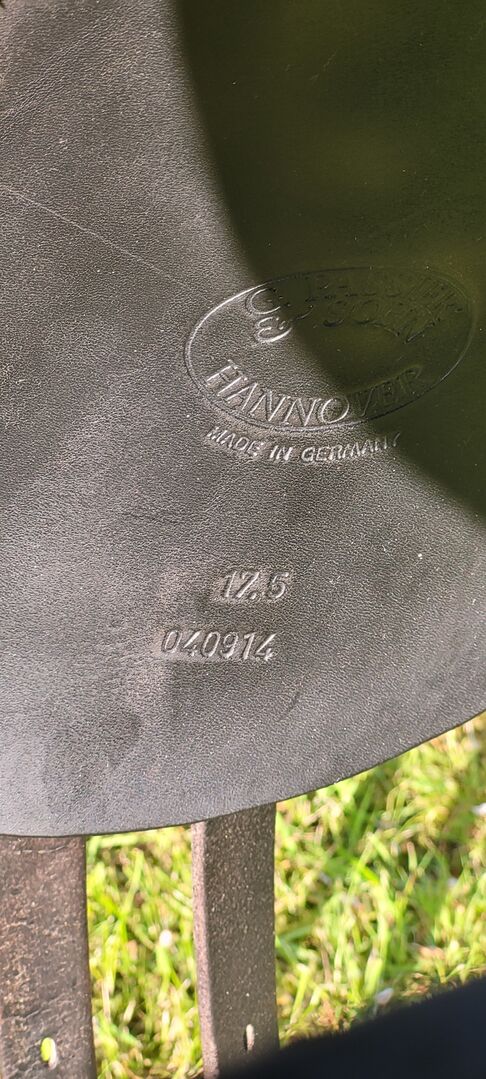 PASSIER
& SOHN
HANNOVER
MADE IN GERMANY
17.5
040914